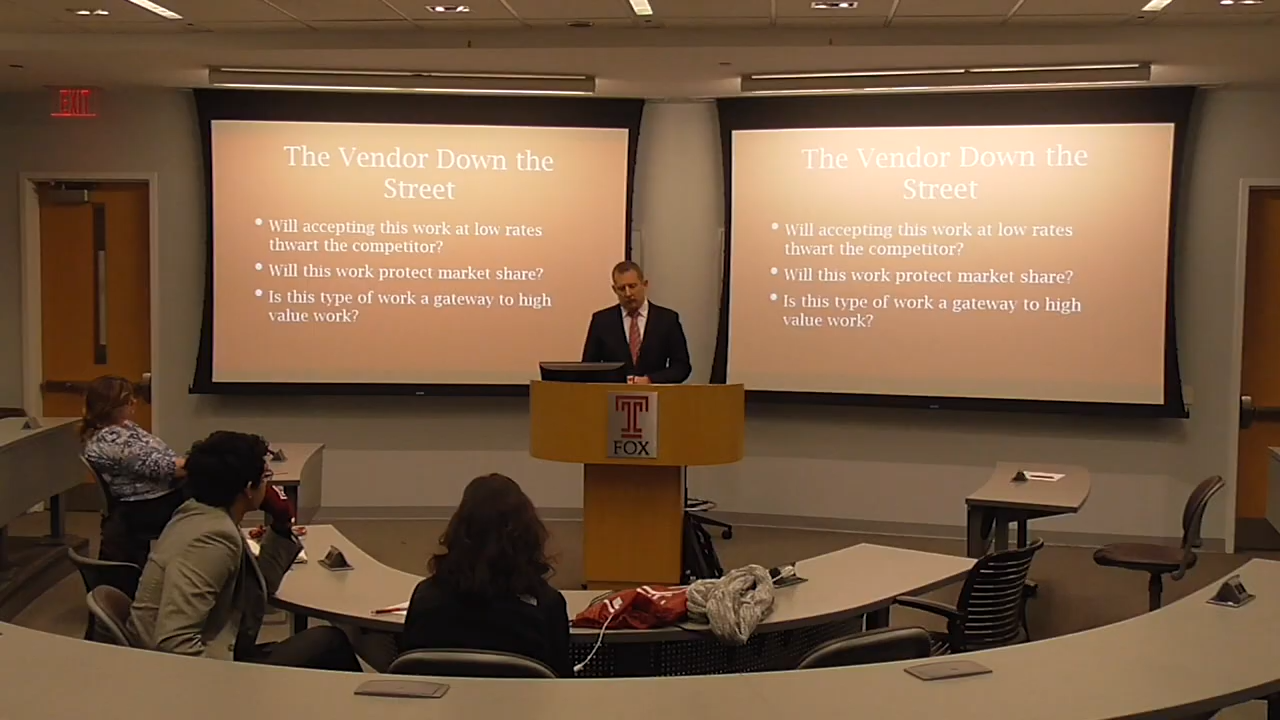 EXIT
The Vendor Down the
Street
• Will accepting this work at low rates
thwart the competitor?
• Will this work protect market share?
• Is this type of work a gateway to high
value work?
The Vendor Down the
Street
• Will accepting this work at low rates
thwart the competitor?
• Will this work protect market share?
• Is this type of work a gateway to high
value work?
T
FOX